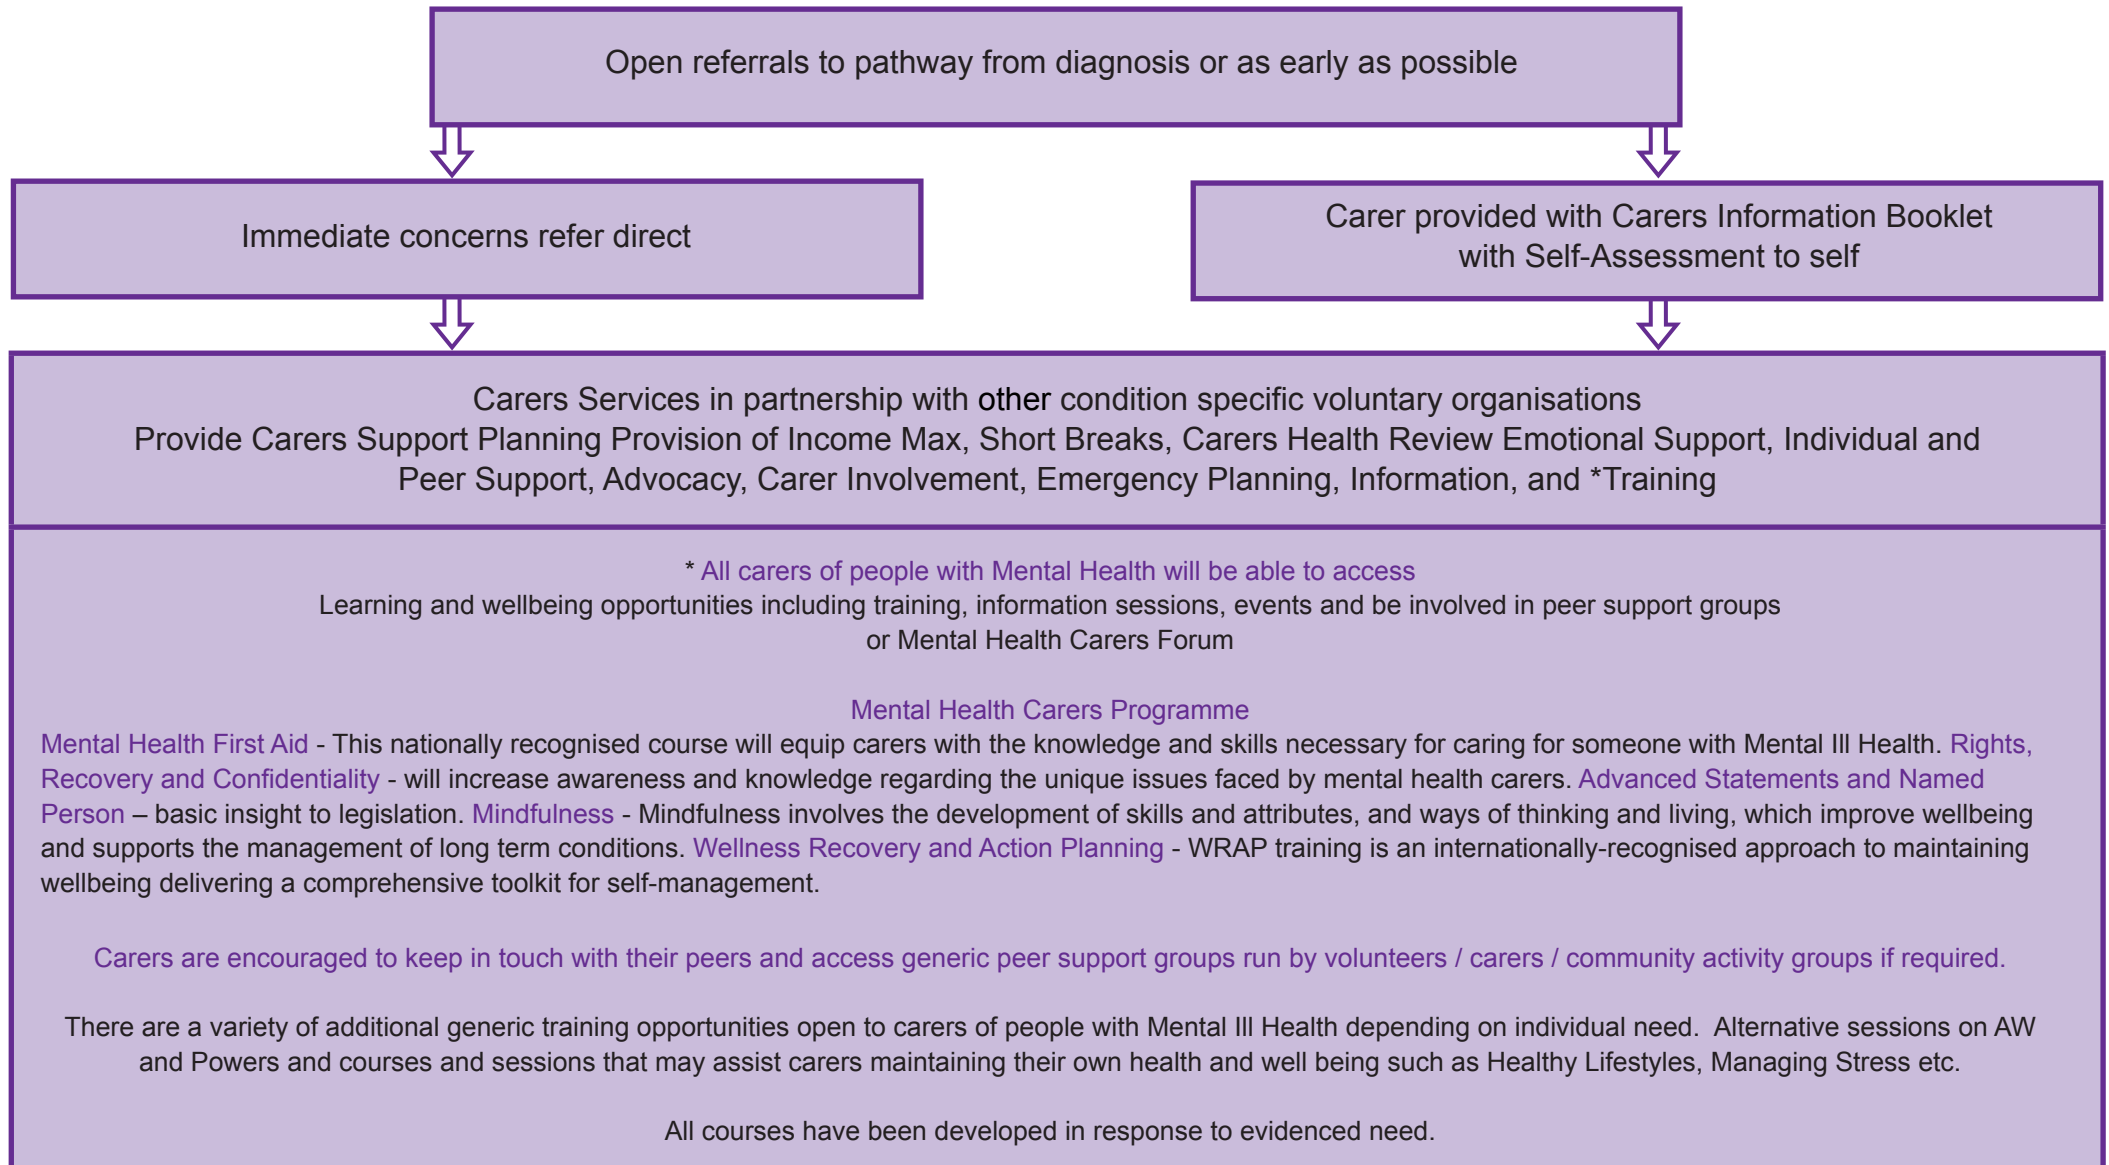 Open referrals to pathway from diagnosis or as early as possible
Immediate concerns refer direct
Carer provided with Carers Information Booklet
with Self-Assessment to self
Carers Services in partnership with other condition specific voluntary organisations
Provide Carers Support Planning Provision of Income Max, Short Breaks, Carers Health Review Emotional Support, Individual and
Peer Support, Advocacy, Carer Involvement, Emergency Planning, Information, and *Training
* All carers of people with Mental Health will be able to access
Learning and wellbeing opportunities including training, information sessions, events and be involved in peer support groups
or Mental Health Carers Forum
Mental Health Carers Programme
Mental Health First Aid - This nationally recognised course will equip carers with the knowledge and skills necessary for caring for someone with Mental Ill Health. Rights,
Recovery and Confidentiality - will increase awareness and knowledge regarding the unique issues faced by mental health carers. Advanced Statements and Named
Person – basic insight to legislation. Mindfulness - Mindfulness involves the development of skills and attributes, and ways of thinking and living, which improve wellbeing
and supports the management of long term conditions. Wellness Recovery and Action Planning - WRAP training is an internationally-recognised approach to maintaining
wellbeing delivering a comprehensive toolkit for self-management.
Carers are encouraged to keep in touch with their peers and access generic peer support groups run by volunteers / carers / community activity groups if required.
There are a variety of additional generic training opportunities open to carers of people with Mental Ill Health depending on individual need.  Alternative sessions on AW
and Powers and courses and sessions that may assist carers maintaining their own health and well being such as Healthy Lifestyles, Managing Stress etc.
All courses have been developed in response to evidenced need.